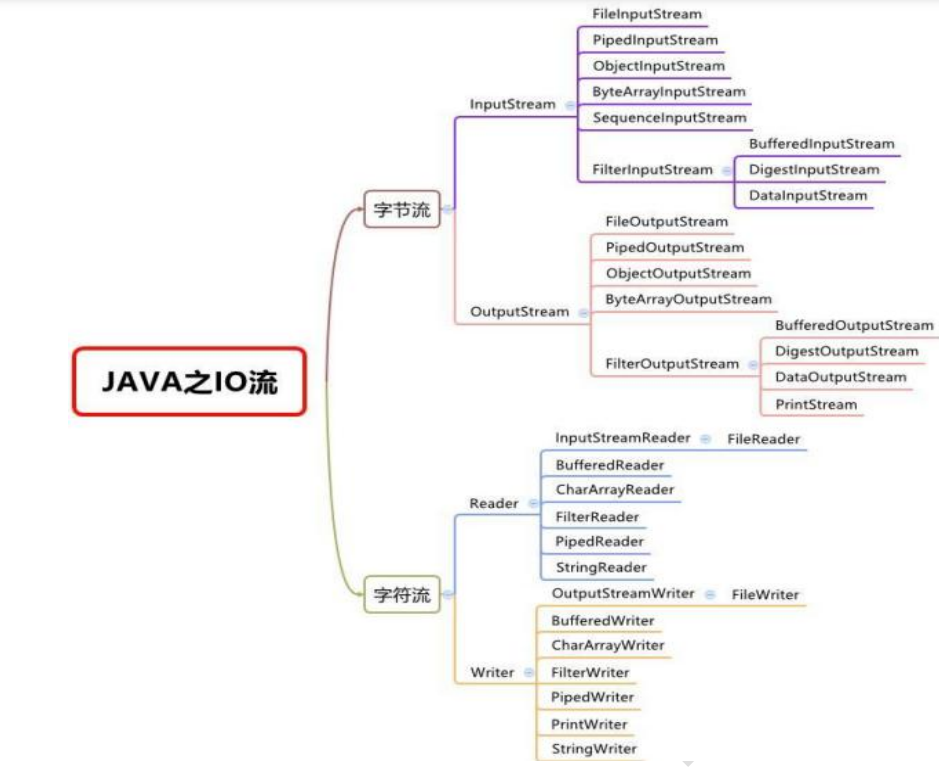 JAVA之IO流
字节流
InputStream
FileInputStream
PipedInputStream
ObjectInputStream
ByteArrayInputStream
SequenceInputStream
FilterInputStream
BufferedInputStream
DigestInputStream
DataInputStream
OutputStream
FileOutputStream
PipedOutputStream
ObjectOutputStream
ByteArrayOutputStream
FilterOutputStream
BufferedOutputStream
DigestOutputStream
DataOutputStream
PrintStream
字符流
Reader
InputStreamReader
FileReader
BufferedReader
CharArrayReader
FilterReader
PipedReader
StringReader
Writer
OutputStreamWriter
FileWriter
BufferedWriter
CharArrayWriter
FilterWriter
PipedWriter
PrintWriter
StringWriter